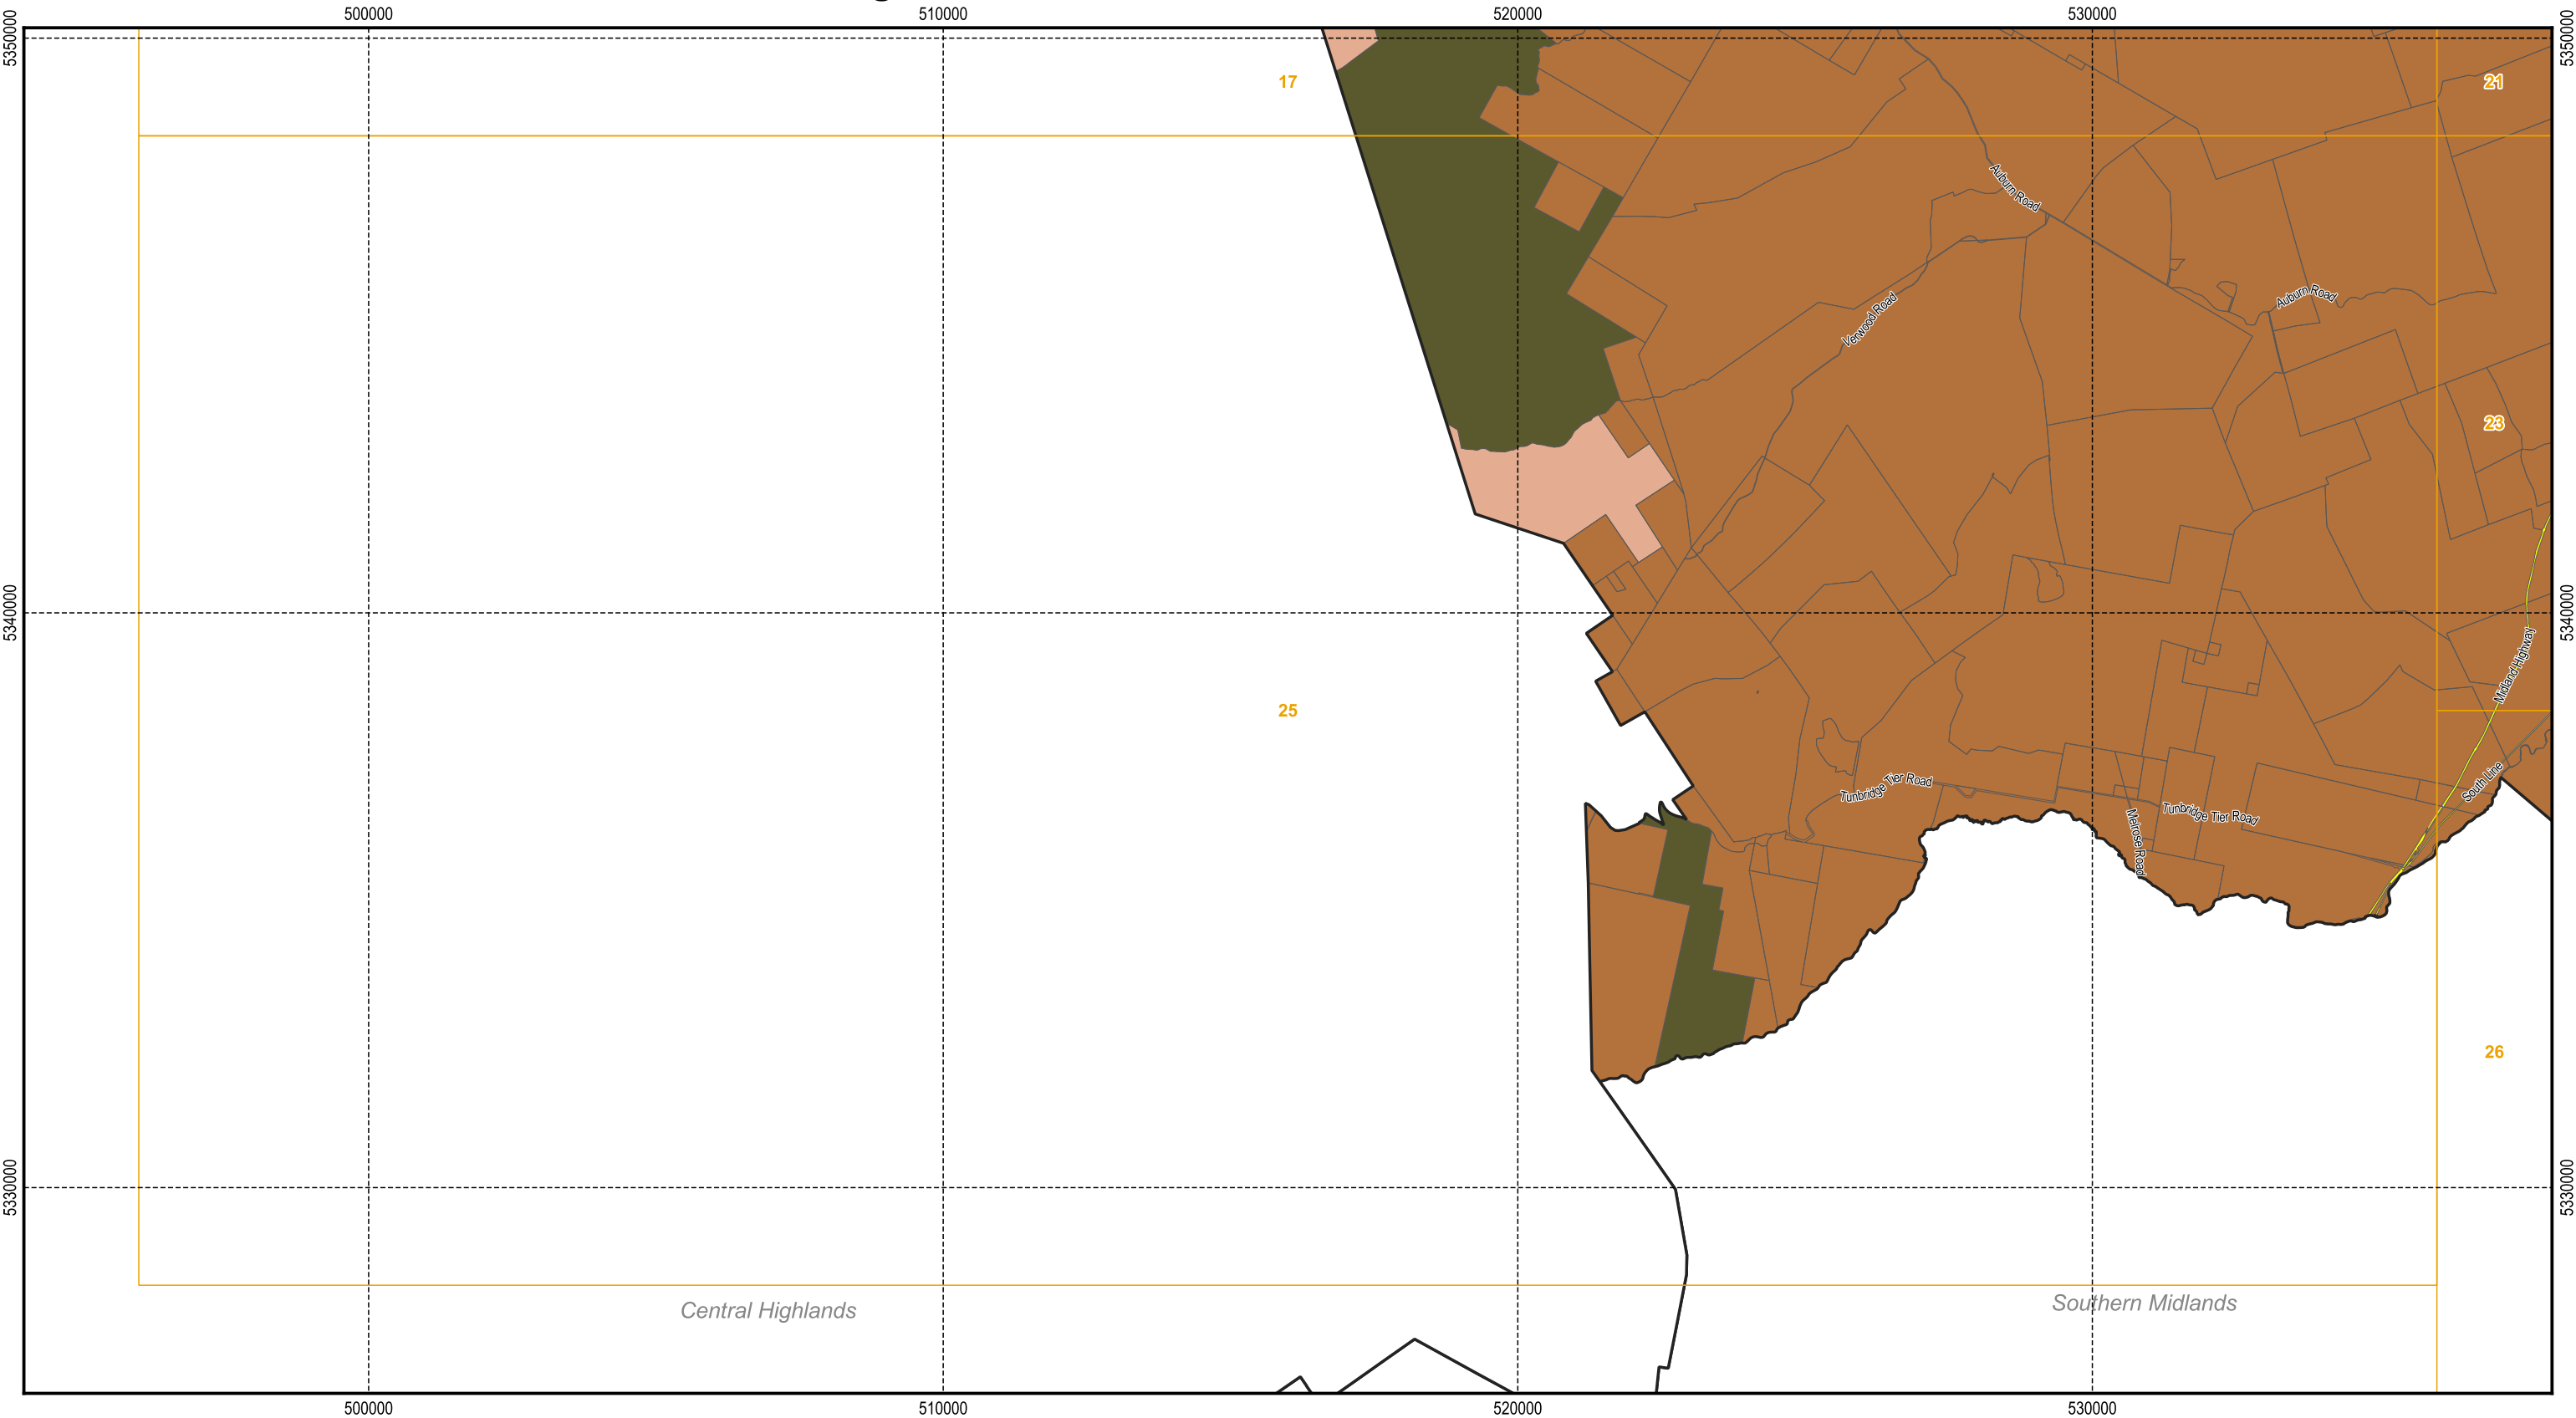 500000 510000 520000 530000
5350000 5350000
17 21
Auburn Road
Auburn Road
Verwood Road
23
5340000 5340000
Midland Highway
25
South Line
Tunbridge Tier Road
Tunbridge Tier Road
Melrose Road
26
5330000 5330000
Central Highlands Southern Midlands
500000 510000 520000 530000